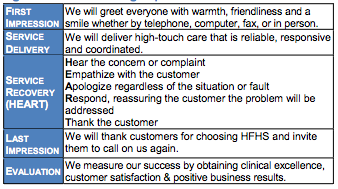 FIRST IMPRESSION
We will greet everyone with warmth, friendliness and a
smile whether by telephone, computer, fax, or in person.
SERVICE DELIVERY
We will deliver high-touch care that is reliable, responsive
and coordinated.
SERVICE RECOVERY (HEART)
Hear the concern or complaint
Empathize with the customer
Apologize regardless of the situation or fault
Respond, reassuring the customer the problem will be
addressed
Thank the customer
LAST IMPRESSION
We will thank customers for choosing HFHS and invite
them to call on us again.
EVALUATION
We measure our success by obtaining clinical excellence,
customer satisfaction & positive business results.